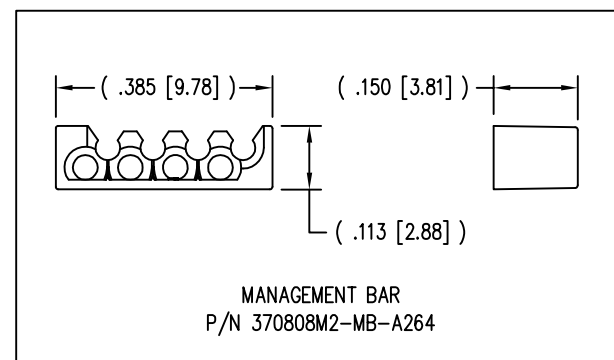 ( .385 [9.78] )
( .150 [3.81] )
( .113 [2.88] )
MANAGEMENT BAR
P/N 370808M2-MB-A264